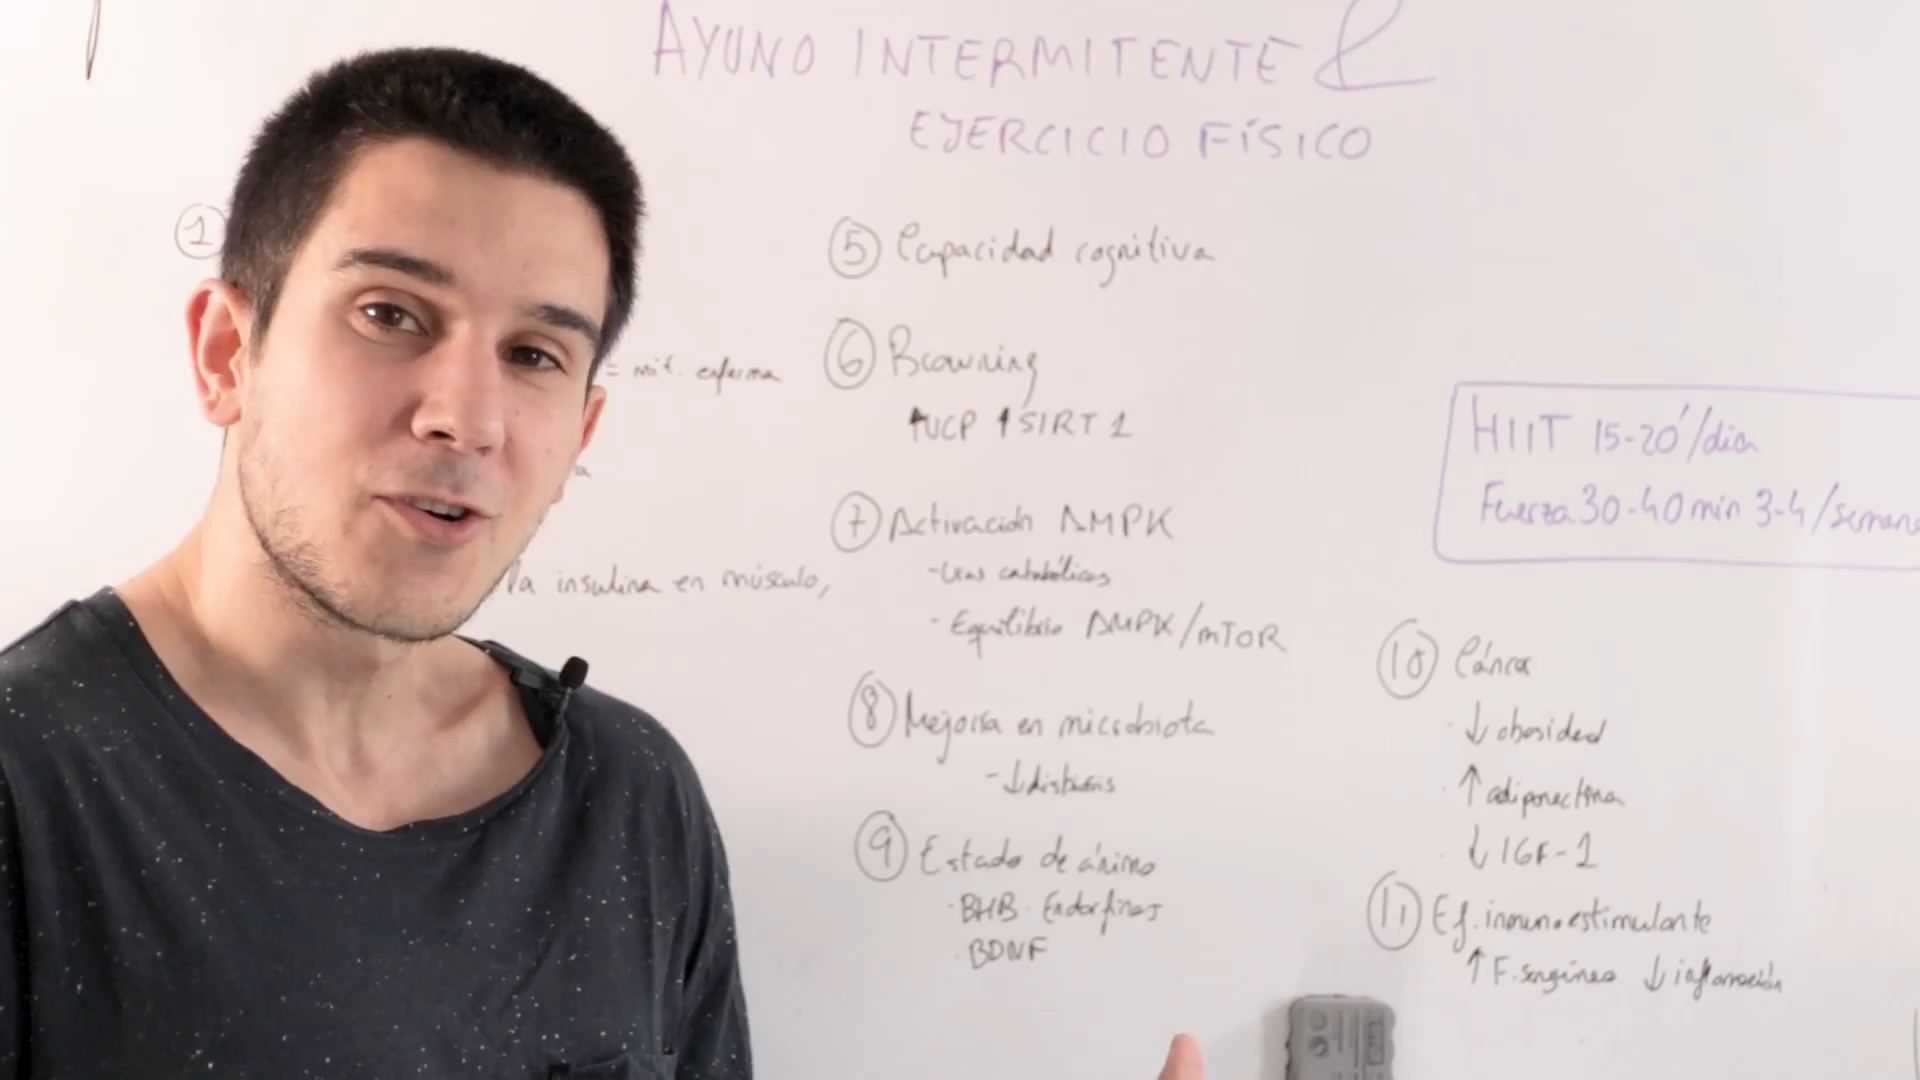 AYUNO INTERMITENTE &
EJERCICIO FÍSICO
1
= mit. enferma
la insulina en músculo,
5 Capacidad cognitiva
6 Browning
↑UCP ↑SIRT 1
7 Activación AMPK
- Vías catabólicas
- Equilibrio AMPK/mTOR
8 Mejoría en microbiota
- ↓disbiosis
9 Estado de ánimo
· BHB · Endorfinas
· BDNF
HIIT 15-20'/día
Fuerza 30-40 min 3-4/semana
10 Cáncer
· ↓ obesidad
· ↑ adiponectina
· ↓ IGF-1
11 Ef. inmunoestimulante
↑ F. sanguíneo ↓ inflamación